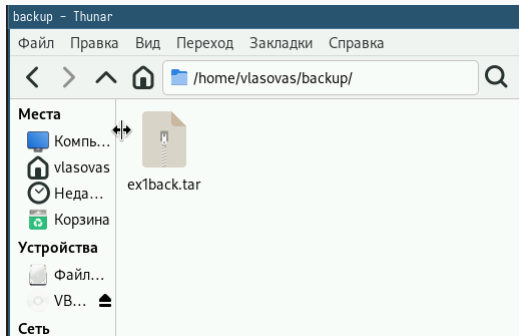 backup – Thunar
Файл Правка Вид Переход Закладки Справка
/home/vlasovas/backup/
Места
Компь...
vlasovas
Неда...
Корзина
ex1back.tar
Устройства
Файл...
VB...
Сеть